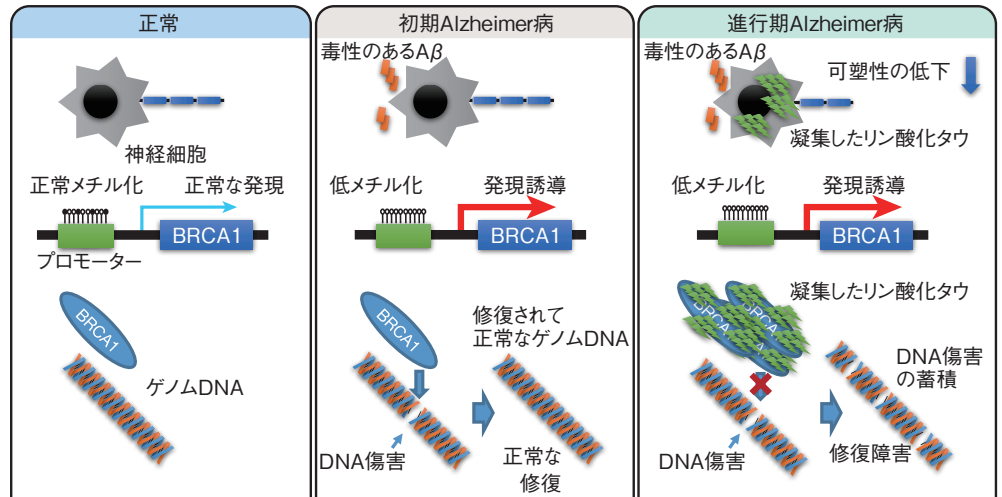 正常
神経細胞
正常メチル化
正常な発現
BRCA1
プロモーター
BRCA1
ゲノムDNA
初期Alzheimer病
毒性のあるAβ
低メチル化
発現誘導
BRCA1
BRCA1
修復されて
正常なゲノムDNA
DNA傷害
正常な
修復
進行期Alzheimer病
毒性のあるAβ
可塑性の低下
凝集したリン酸化タウ
低メチル化
発現誘導
BRCA1
凝集したリン酸化タウ
DNA傷害
の蓄積
DNA傷害
修復障害